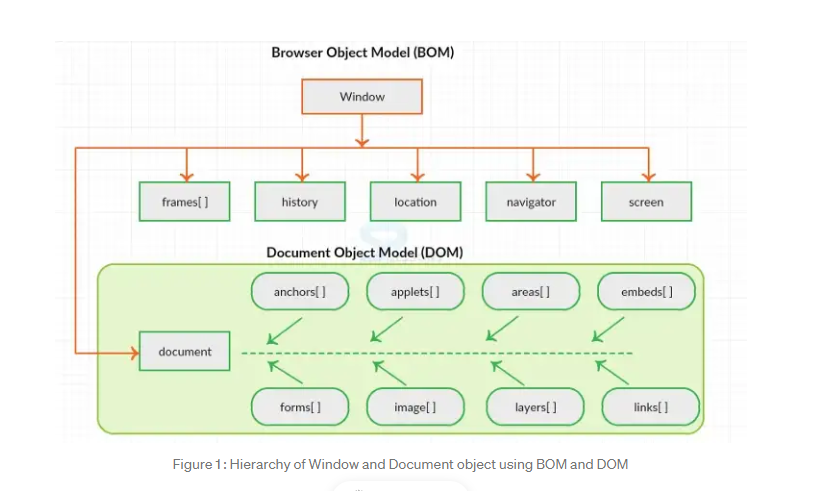 Browser Object Model (BOM)
Window
frames[ ]
history
location
navigator
screen
Document Object Model (DOM)
anchors[ ]
applets[ ]
areas[ ]
embeds[ ]
document
forms[ ]
image[ ]
layers[ ]
links[ ]
Figure 1: Hierarchy of Window and Document object using BOM and DOM